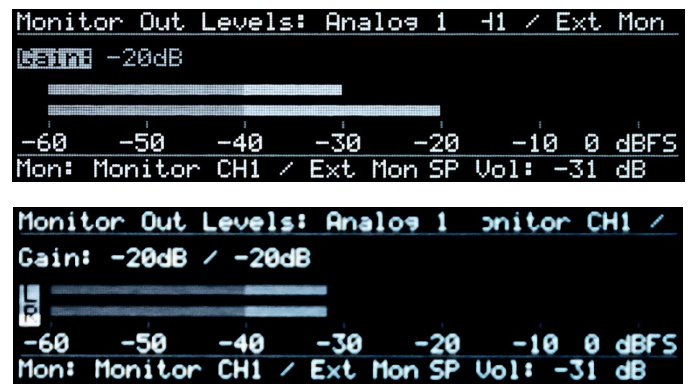 Monitor Out Levels: Analog 1 H1 / Ext Mon
Gain: -20dB
-60 -50 -40 -30 -20 -10 0 dBFS
Mon: Monitor CH1 / Ext Mon SP Vol: -31 dB
Monitor Out Levels: Analog 1 onitor CH1 /
Gain: -20dB / -20dB
L
R
-60 -50 -40 -30 -20 -10 0 dBFS
Mon: Monitor CH1 / Ext Mon SP Vol: -31 dB